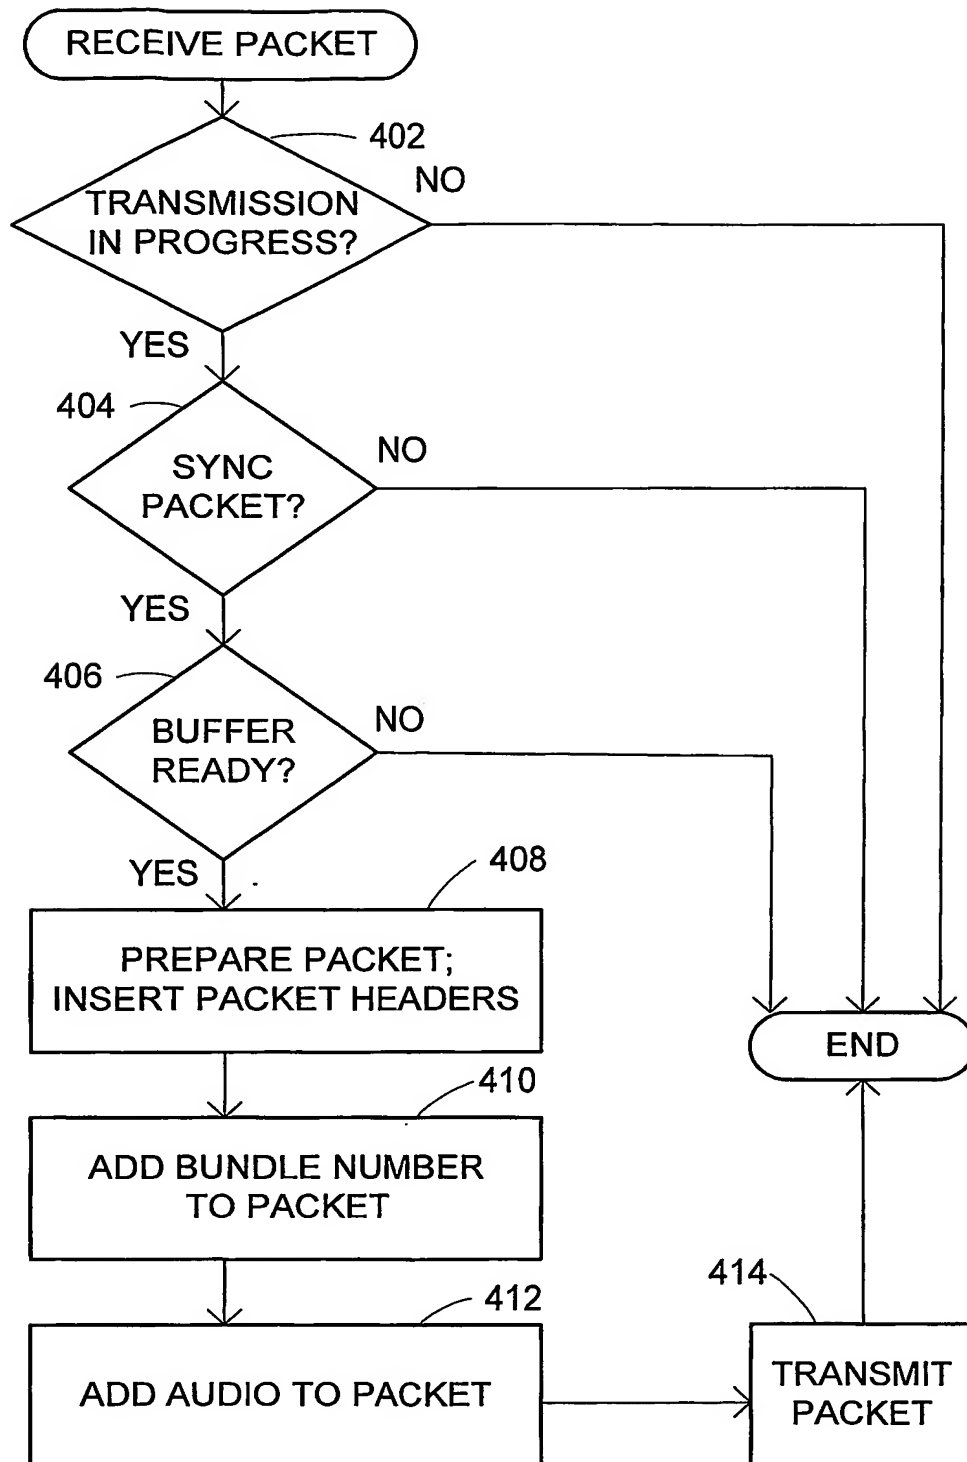 RECEIVE PACKET
402
NO
TRANSMISSION
IN PROGRESS?
YES
404
NO
SYNC
PACKET?
YES
406
NO
BUFFER
READY?
YES
408
PREPARE PACKET;
INSERT PACKET HEADERS
END
410
ADD BUNDLE NUMBER
TO PACKET
412
414
ADD AUDIO TO PACKET
TRANSMIT
PACKET